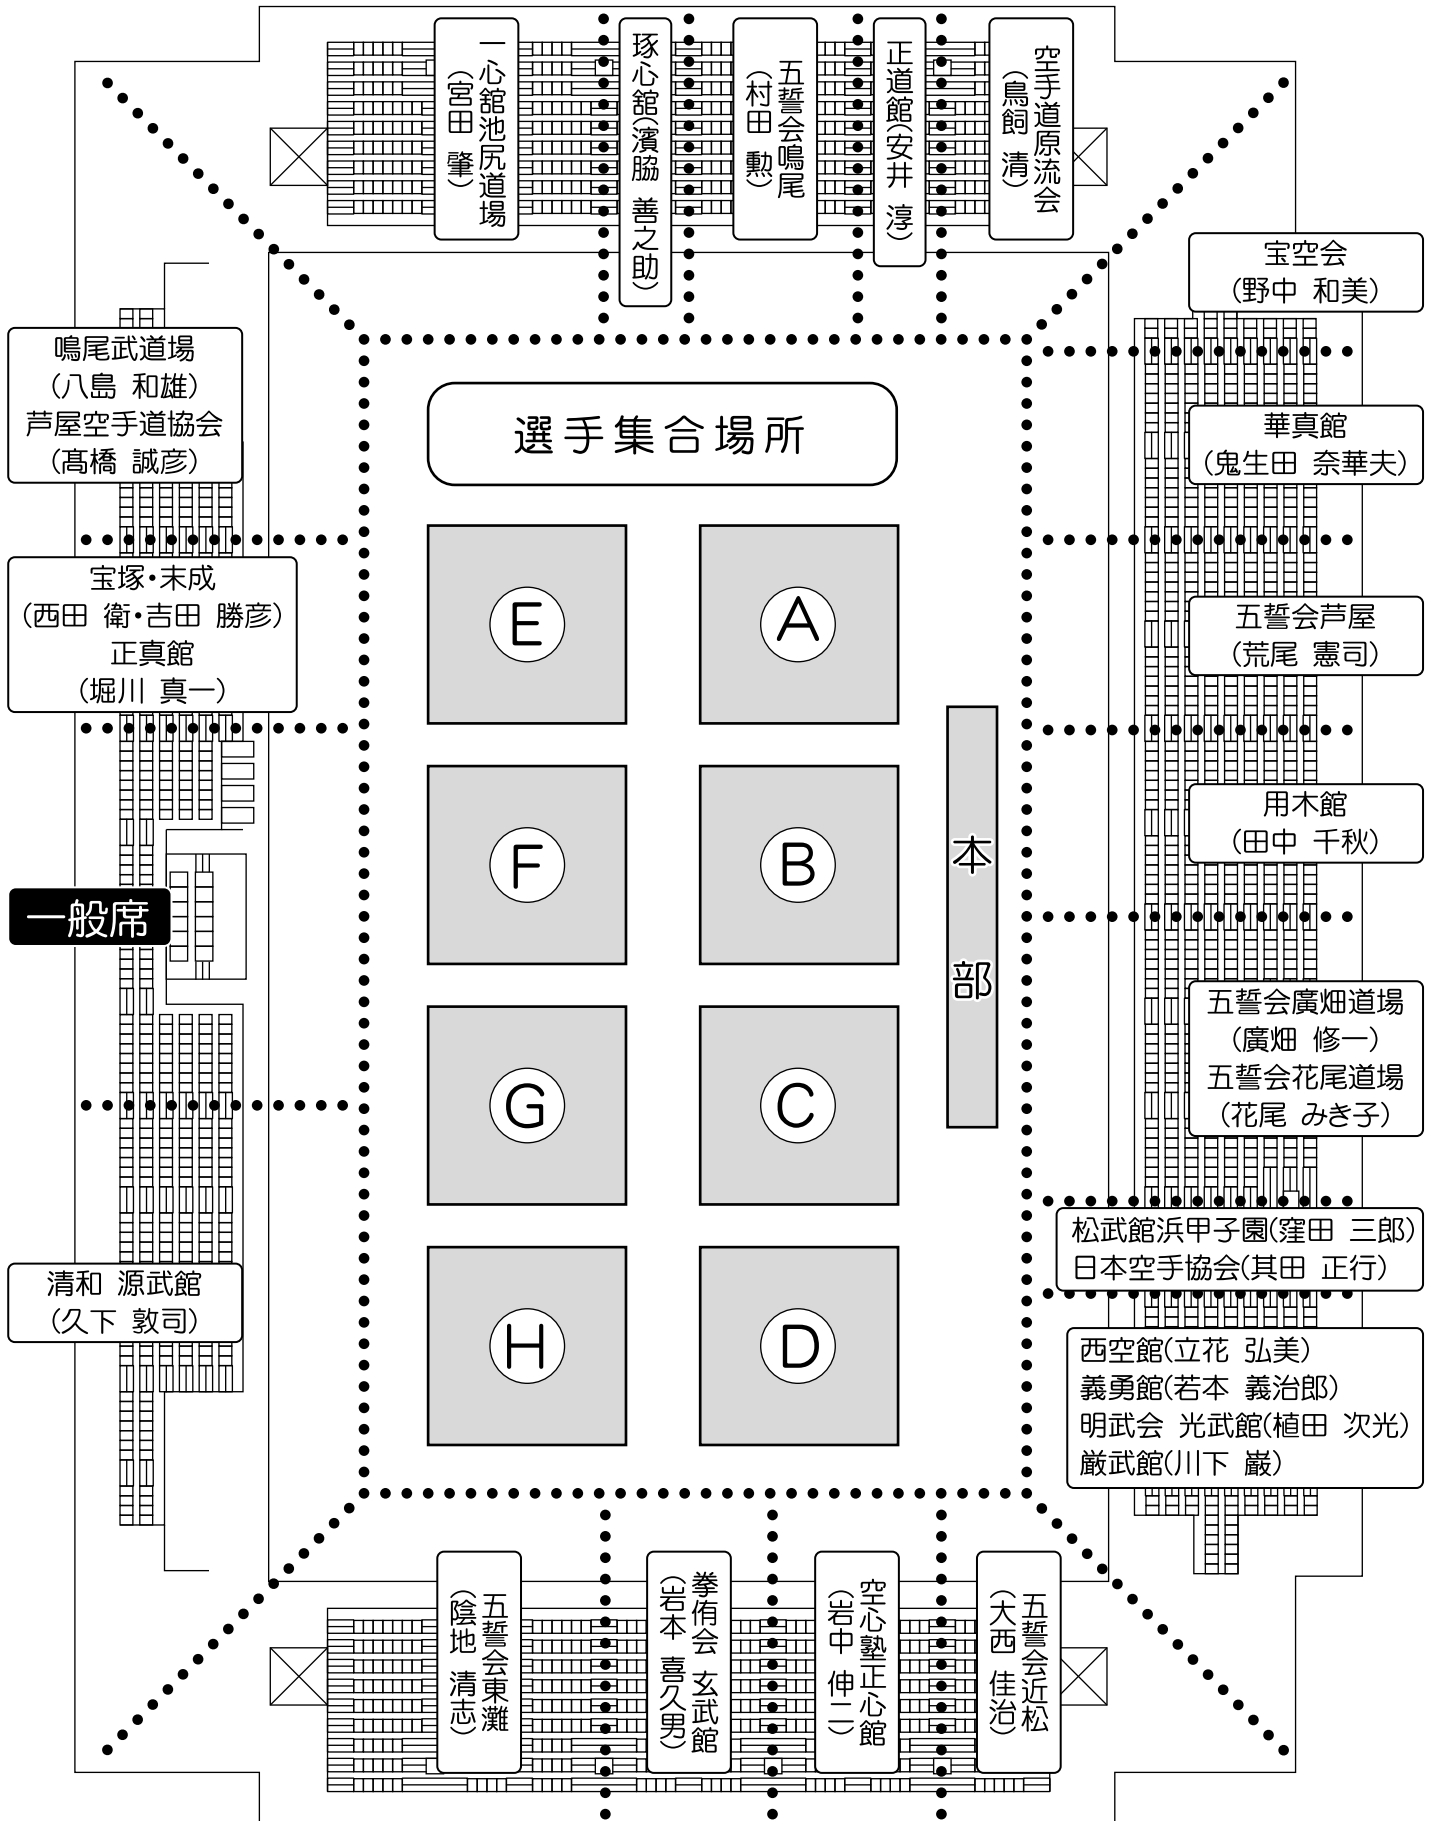 一心舘池尻道場
（宮田 肇）
琢心舘（濱脇 善之助）
五誓会鳴尾
（村田 勲）
正道館（安井 淳）
空手道原流会
（鳥飼 清）
宝空会
（野中 和美）
鳴尾武道場
（八島 和雄）
芦屋空手道協会
（髙橋 誠彦）
選手集合場所
華真館
（鬼生田 奈華夫）
宝塚・末成
（西田 衛・吉田 勝彦）
正真館
（堀川 真一）
E
A
五誓会芦屋
（荒尾 憲司）
用木館
（田中 千秋）
F
B
本部
一般席
五誓会廣畑道場
（廣畑 修一）
五誓会花尾道場
（花尾 みき子）
G
C
松武館浜甲子園（窪田 三郎）
日本空手協会（其田 正行）
清和 源武館
（久下 敦司）
H
D
西空館（立花 弘美）
義勇館（若本 義治郎）
明武会 光武館（植田 次光）
厳武館（川下 巌）
五誓会東灘
（陰地 清志）
拳侑会 玄武館
（岩本 喜久男）
空心塾正心館
（岩中 伸二）
五誓会近松
（大西 佳治）